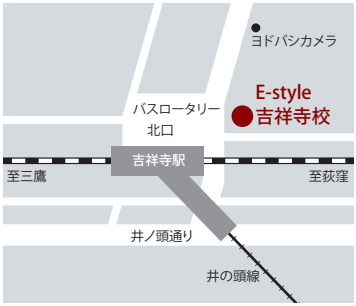 ヨドバシカメラ
E-style
吉祥寺校
バスロータリー
北口
吉祥寺駅
至三鷹
至荻窪
井ノ頭通り
井の頭線